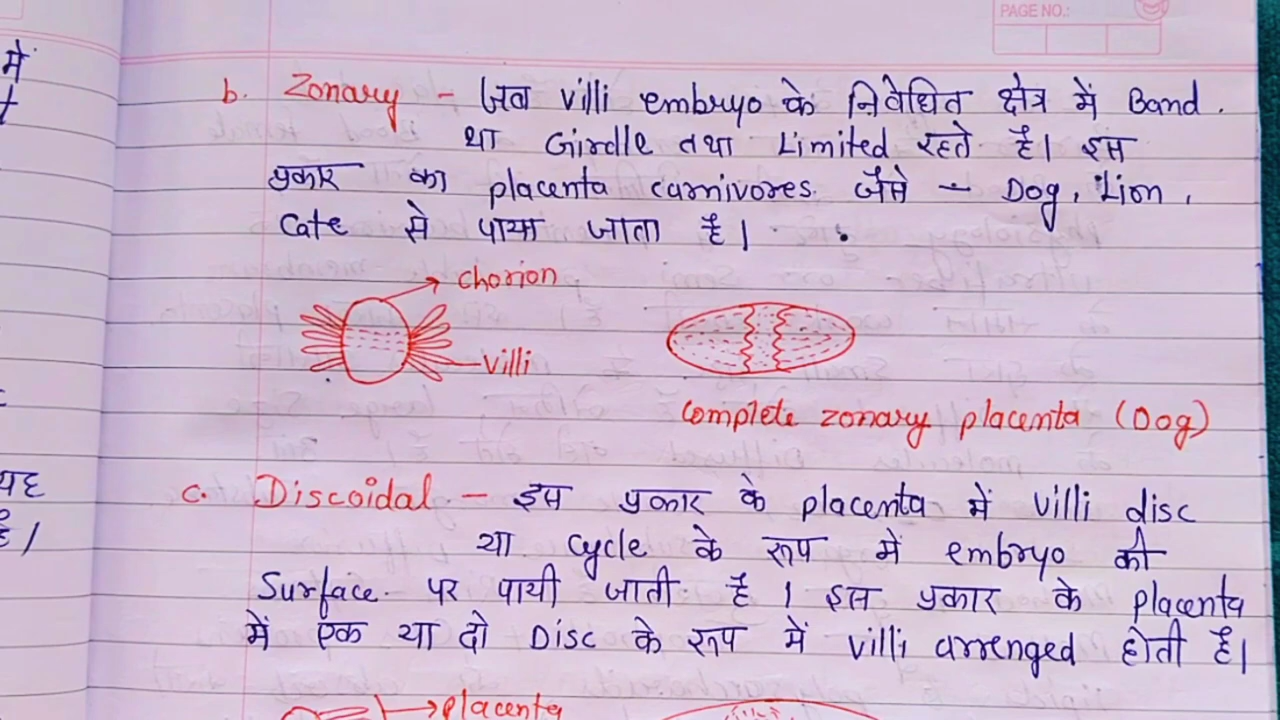 PAGE NO.:
में
b. Zonary - जब villi embryo के निवेधित क्षेत्र में Band.
था Girdle तथा Limited रहते है। इस
प्रकार का placenta carnivores. जैसे - Dog, Lion,
Cate से पाया जाता है।
chorion
villi
complete zonary placenta (Dog)
यह
है।
c. Discoidal. - इस प्रकार के placenta में villi disc
या cycle के रूप में embryo की
Surface. पर पायी जाती है। इस प्रकार के placenta
में एक या दो Disc के रूप में villi arrenged होती है।
placenta